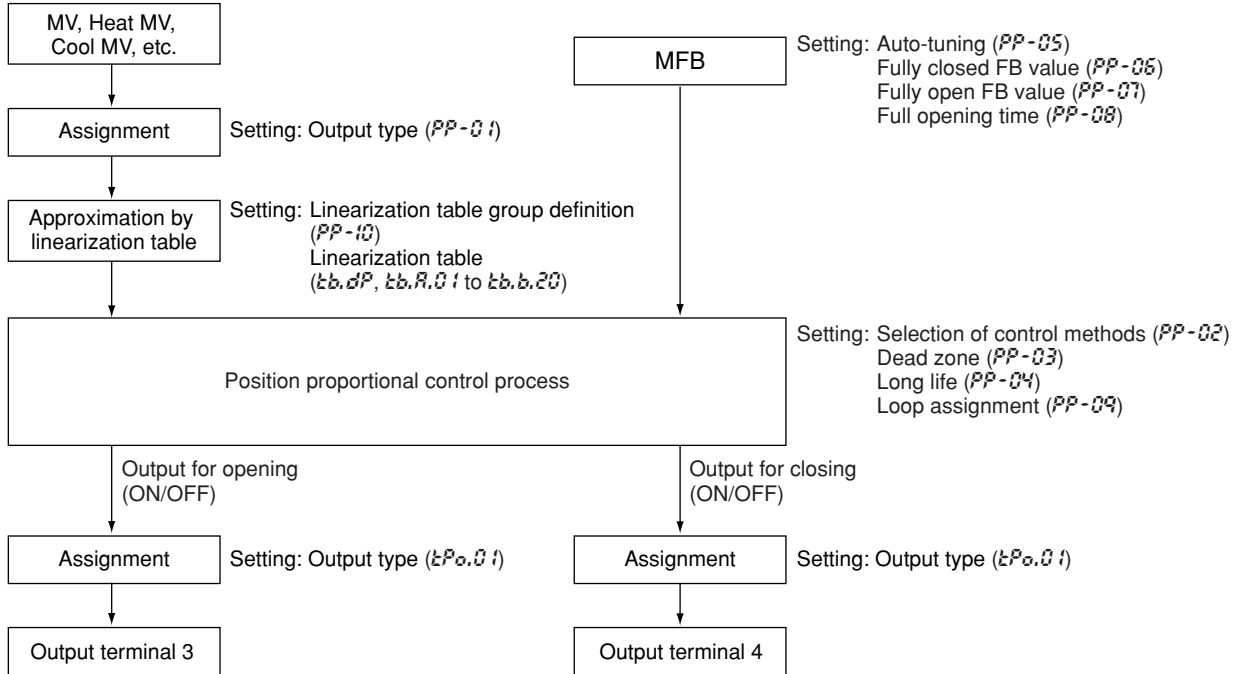 MV, Heat MV,
Cool MV, etc.
Assignment
Setting: Output type (PP-01)
Approximation by
linearization table
Setting: Linearization table group definition
(PP-10)
Linearization table
(tb.dP, tb.A.01 to tb.b.20)
MFB
Setting: Auto-tuning (PP-05)
Fully closed FB value (PP-06)
Fully open FB value (PP-07)
Full opening time (PP-08)
Position proportional control process
Setting: Selection of control methods (PP-02)
Dead zone (PP-03)
Long life (PP-04)
Loop assignment (PP-09)
Output for opening
(ON/OFF)
Output for closing
(ON/OFF)
Assignment
Setting: Output type (tPo.01)
Assignment
Setting: Output type (tPo.01)
Output terminal 3
Output terminal 4